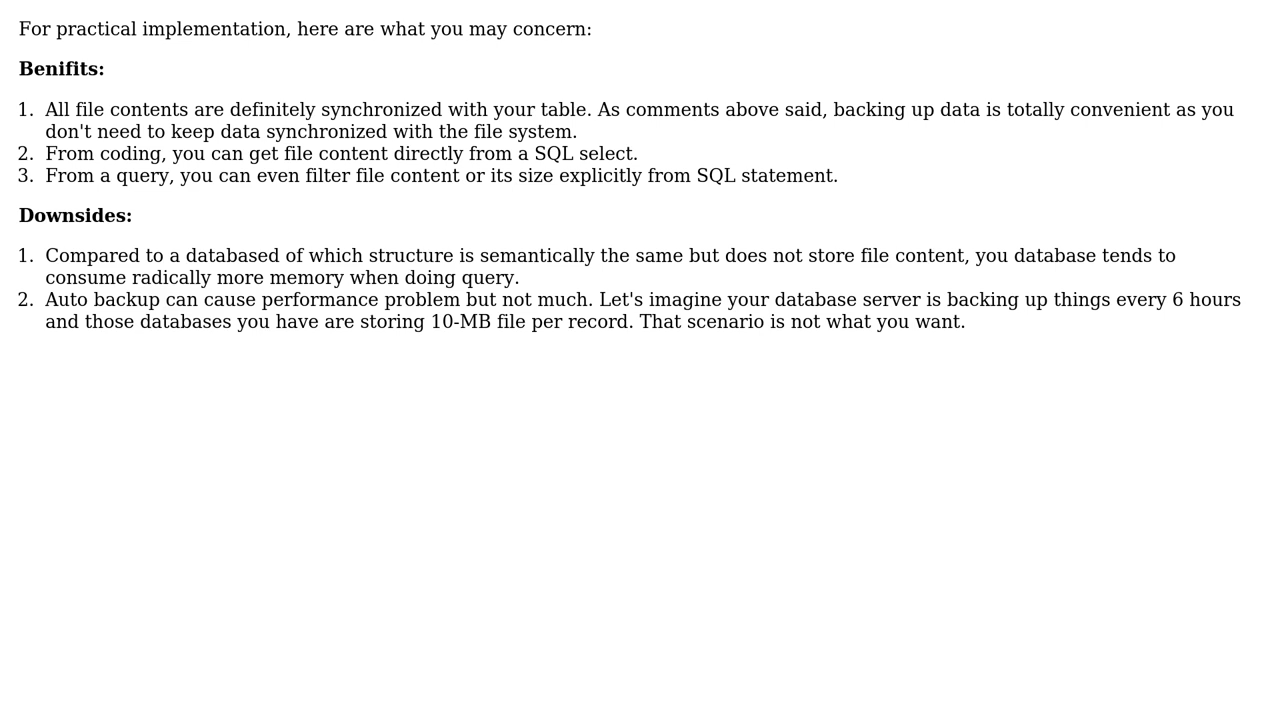 For practical implementation, here are what you may concern:
Benifits:
1. All file contents are definitely synchronized with your table. As comments above said, backing up data is totally convenient as you
don't need to keep data synchronized with the file system.
2. From coding, you can get file content directly from a SQL select.
3. From a query, you can even filter file content or its size explicitly from SQL statement.
Downsides:
1. Compared to a databased of which structure is semantically the same but does not store file content, you database tends to
consume radically more memory when doing query.
2. Auto backup can cause performance problem but not much. Let's imagine your database server is backing up things every 6 hours
and those databases you have are storing 10-MB file per record. That scenario is not what you want.